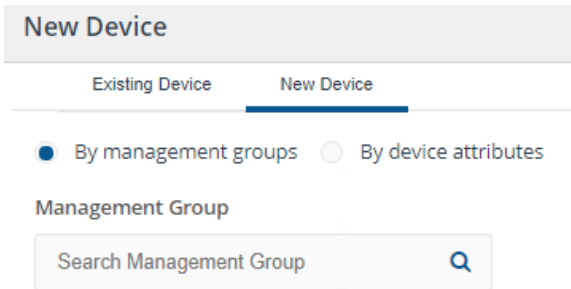 New Device
Existing Device New Device
By management groups By device attributes
Management Group
Search Management Group